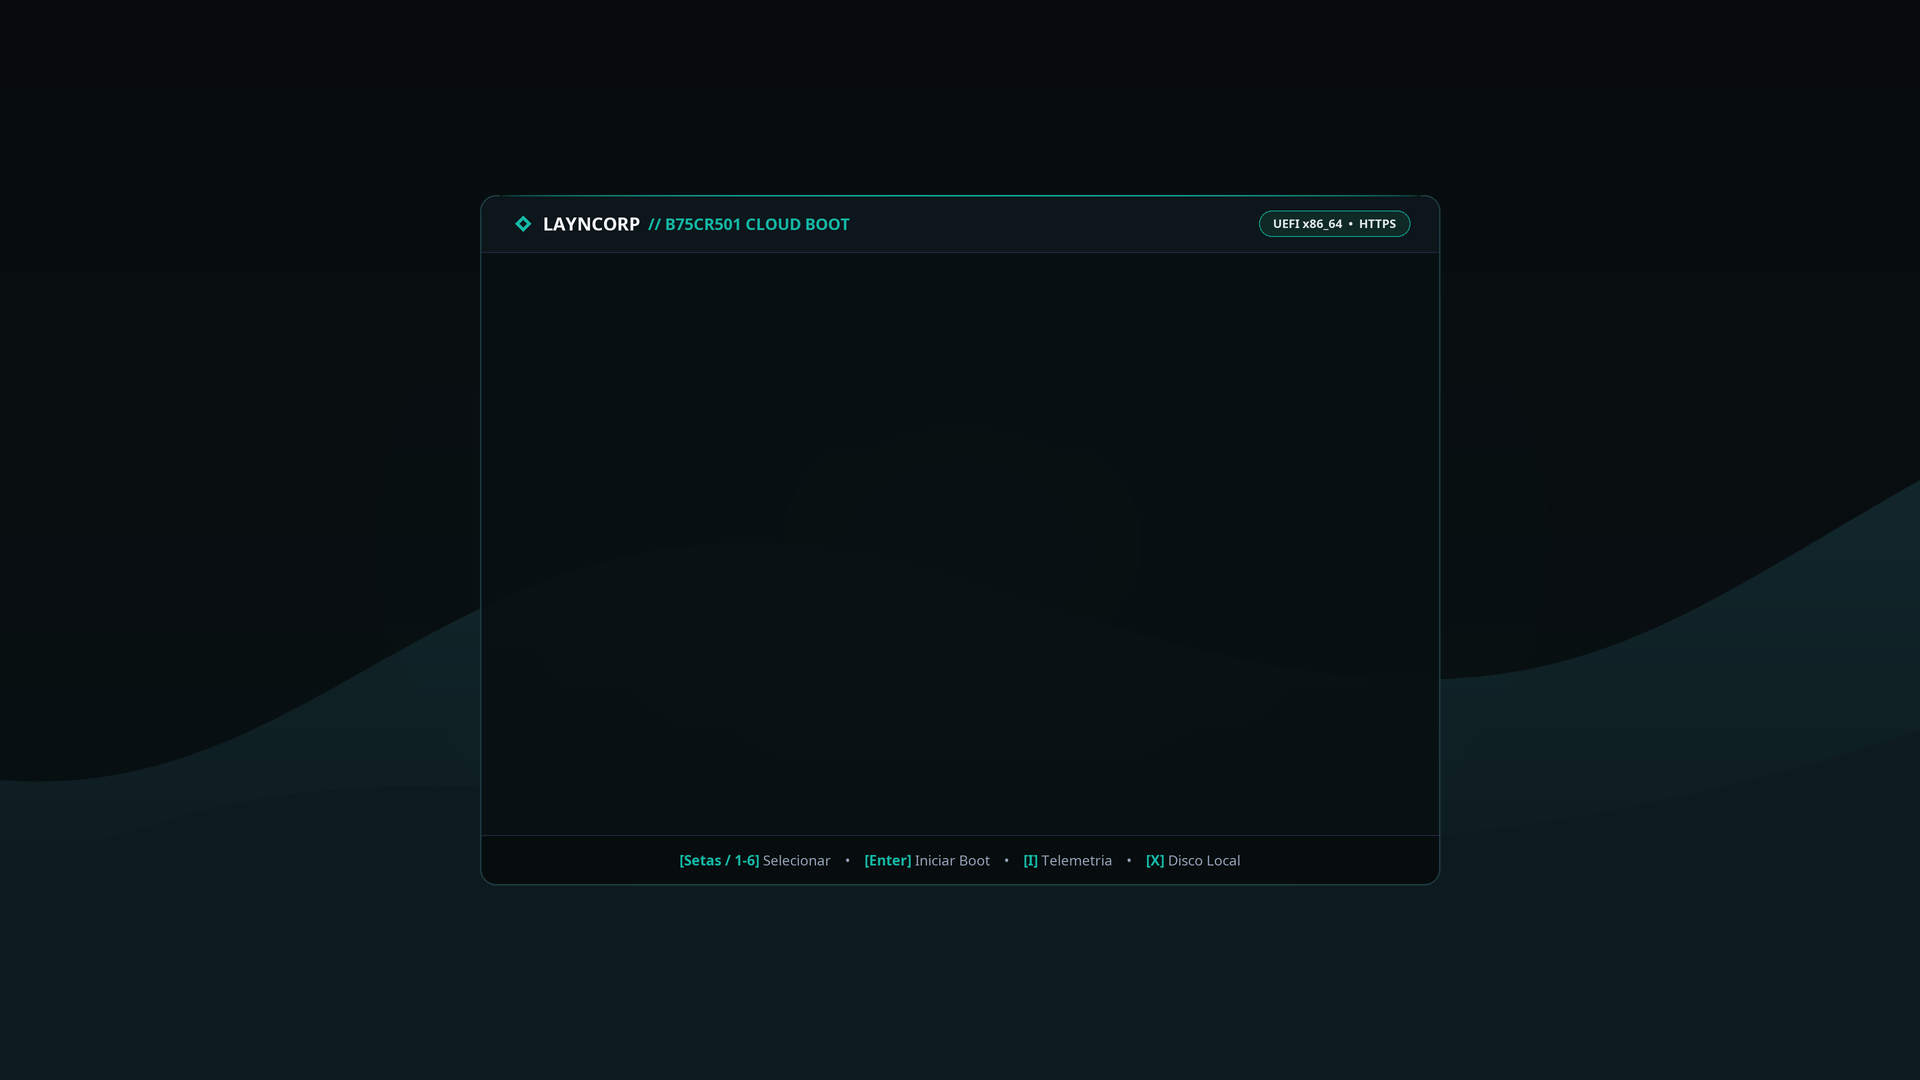 LAYNCORP // B75CR501 CLOUD BOOT
UEFI x86_64 • HTTPS
[Setas / 1-6] Selecionar • [Enter] Iniciar Boot • [I] Telemetria • [X] Disco Local